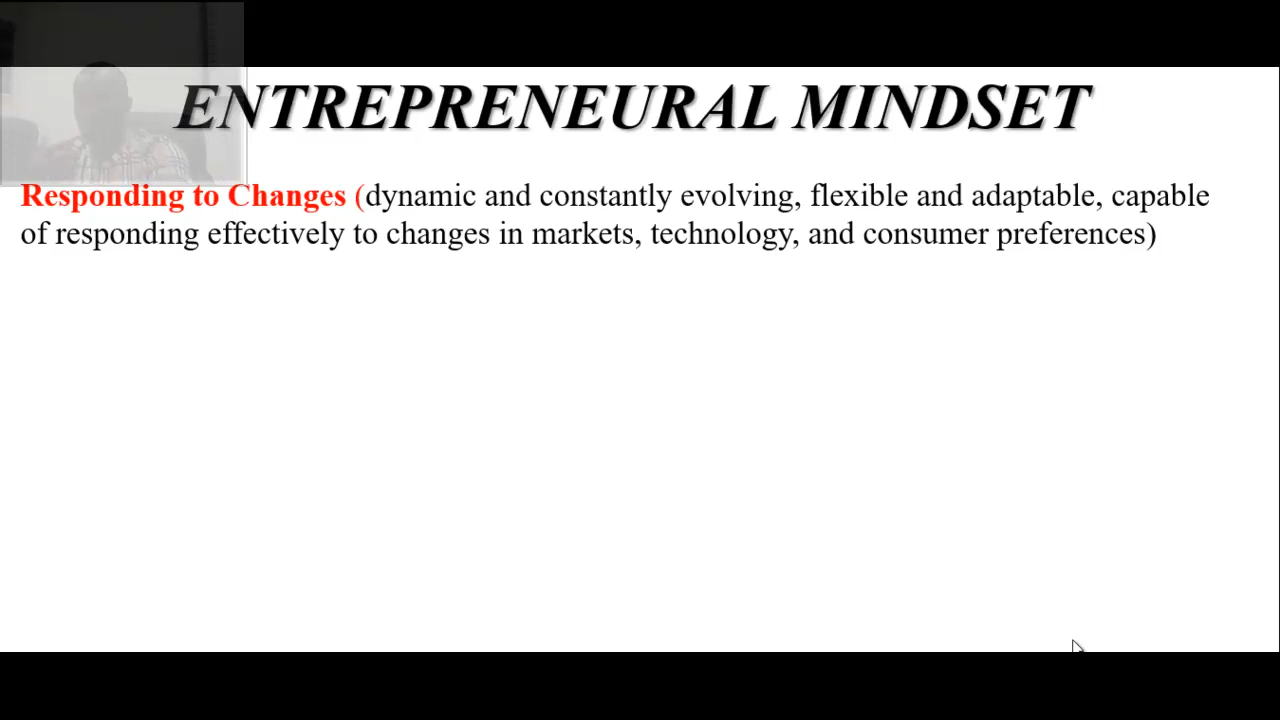 ENTREPRENEURAL MINDSET
Responding to Changes (dynamic and constantly evolving, flexible and adaptable, capable
of responding effectively to changes in markets, technology, and consumer preferences)